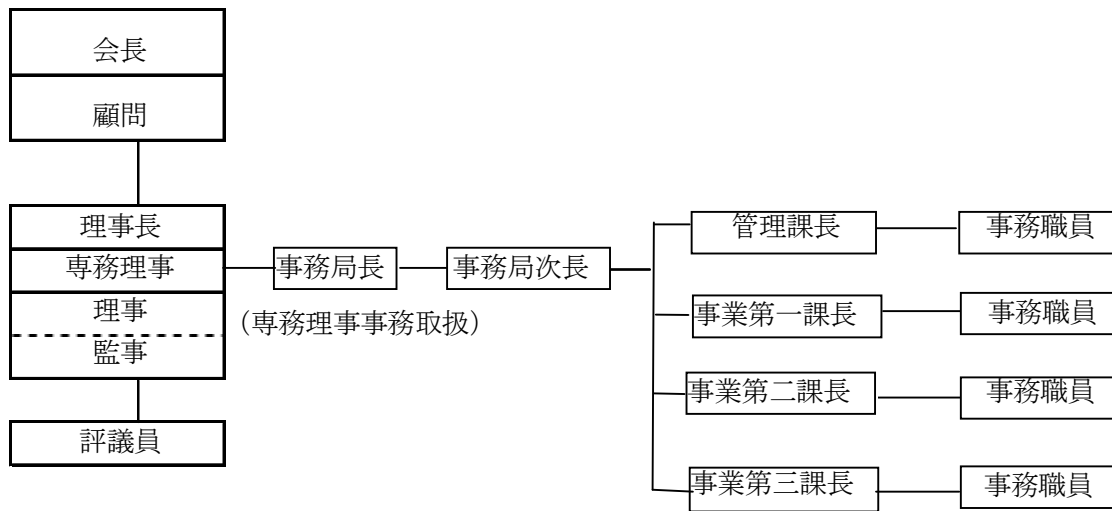 会長
顧問
理事長
専務理事
理事
監事
評議員
事務局長
(専務理事事務取扱)
事務局次長
管理課長
事務職員
事業第一課長
事務職員
事業第二課長
事務職員
事業第三課長
事務職員